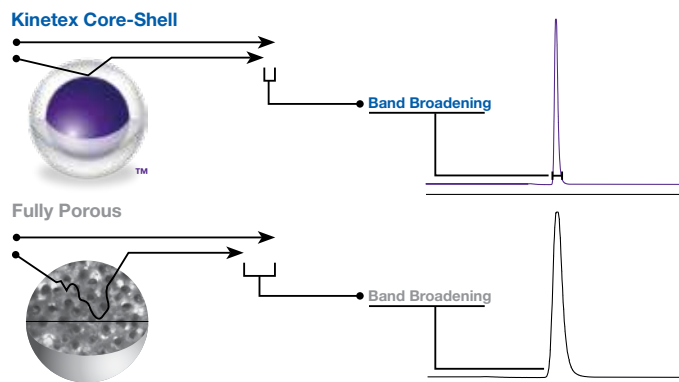 Kinetex Core-Shell
Band Broadening
™
Fully Porous
Band Broadening